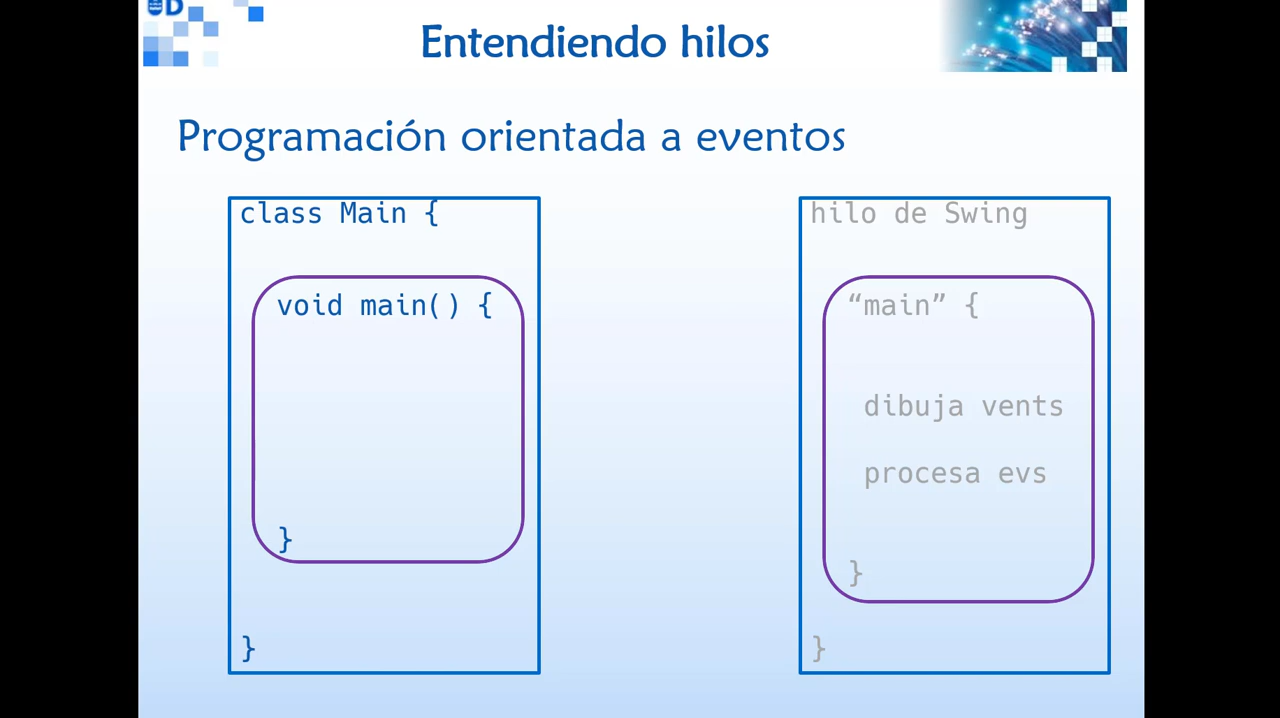 D
Entendiendo hilos
Programación orientada a eventos
class Main {
void main() {
}
}
hilo de Swing
“main” {
dibuja vents
procesa evs
}
}